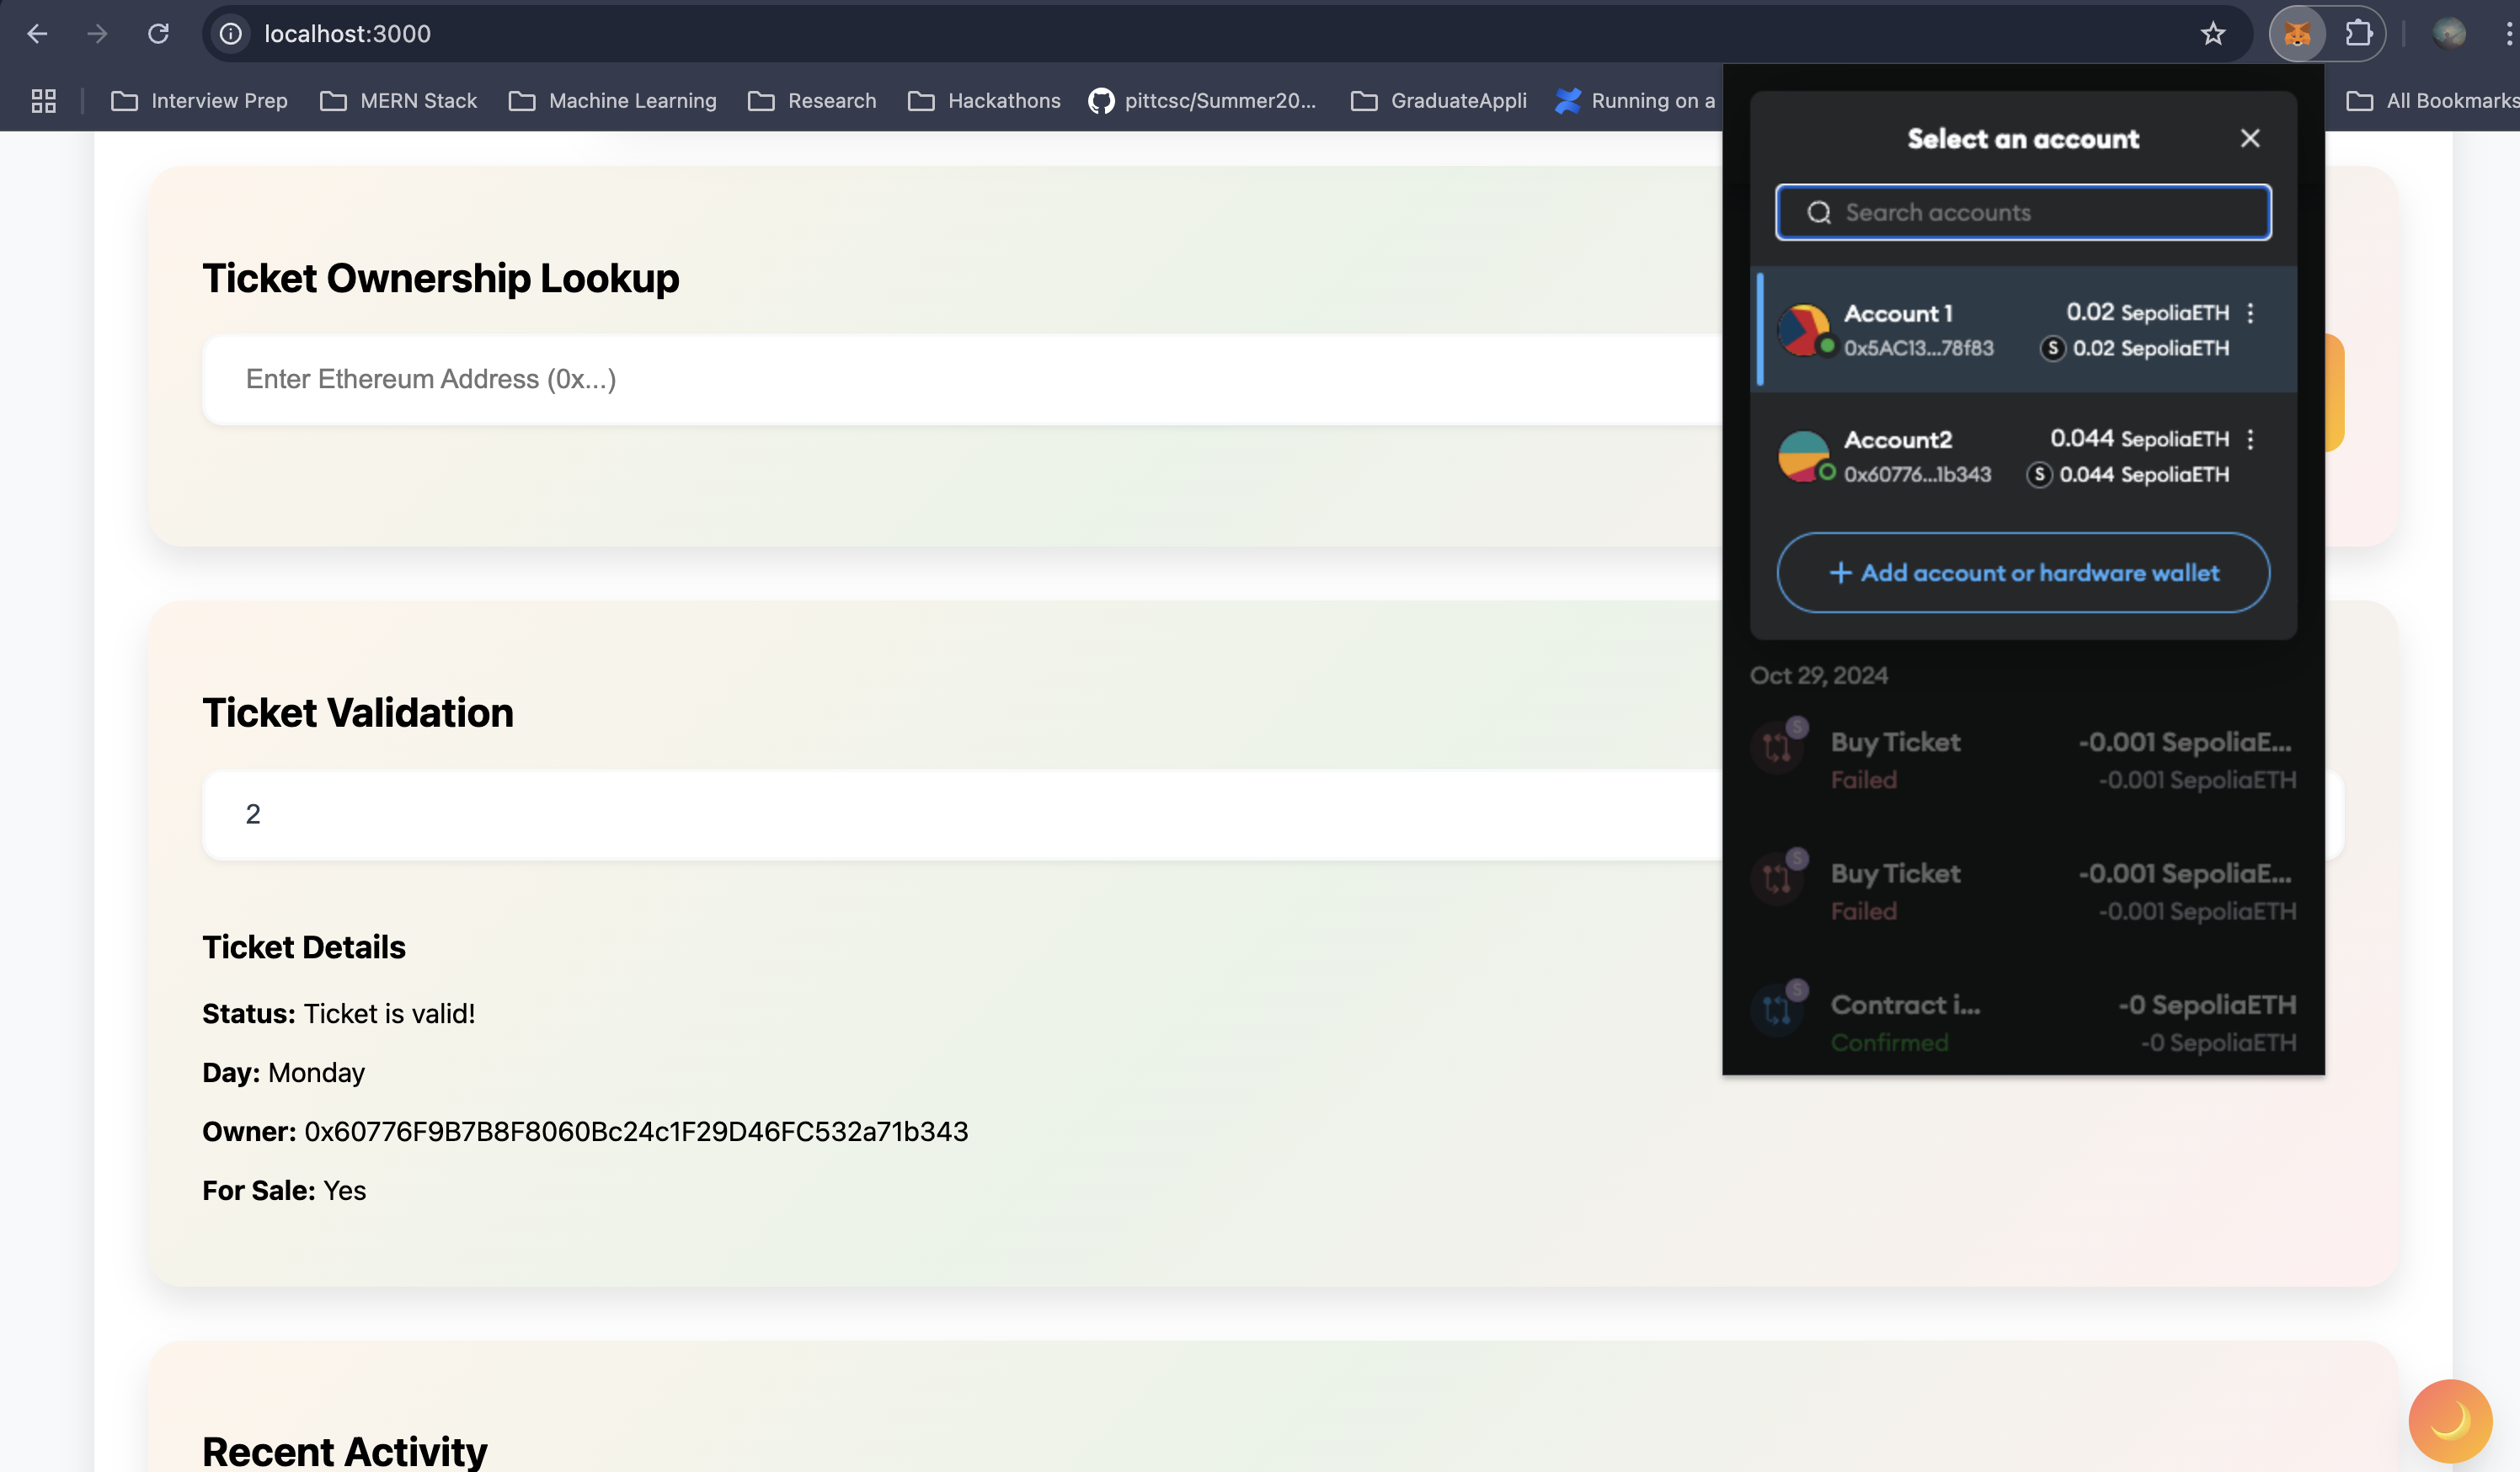 localhost:3000
Interview Prep
MERN Stack
Machine Learning
Research
Hackathons
pittcsc/Summer20...
GraduateAppli
Running on a
All Bookmarks
Ticket Ownership Lookup
Enter Ethereum Address (0x...)
Ticket Validation
2
Ticket Details
Status: Ticket is valid!
Day: Monday
Owner: 0x60776F9B7B8F8060Bc24c1F29D46FC532a71b343
For Sale: Yes
Recent Activity
Select an account
Search accounts
Account 1
0.02 SepoliaETH
0x5AC13...78f83
S 0.02 SepoliaETH
Account2
0.044 SepoliaETH
0x60776...1b343
S 0.044 SepoliaETH
+ Add account or hardware wallet
Oct 29, 2024
S
Buy Ticket
-0.001 SepoliaE...
Failed
-0.001 SepoliaETH
S
Buy Ticket
-0.001 SepoliaE...
Failed
-0.001 SepoliaETH
S
Contract i...
-0 SepoliaETH
Confirmed
-0 SepoliaETH